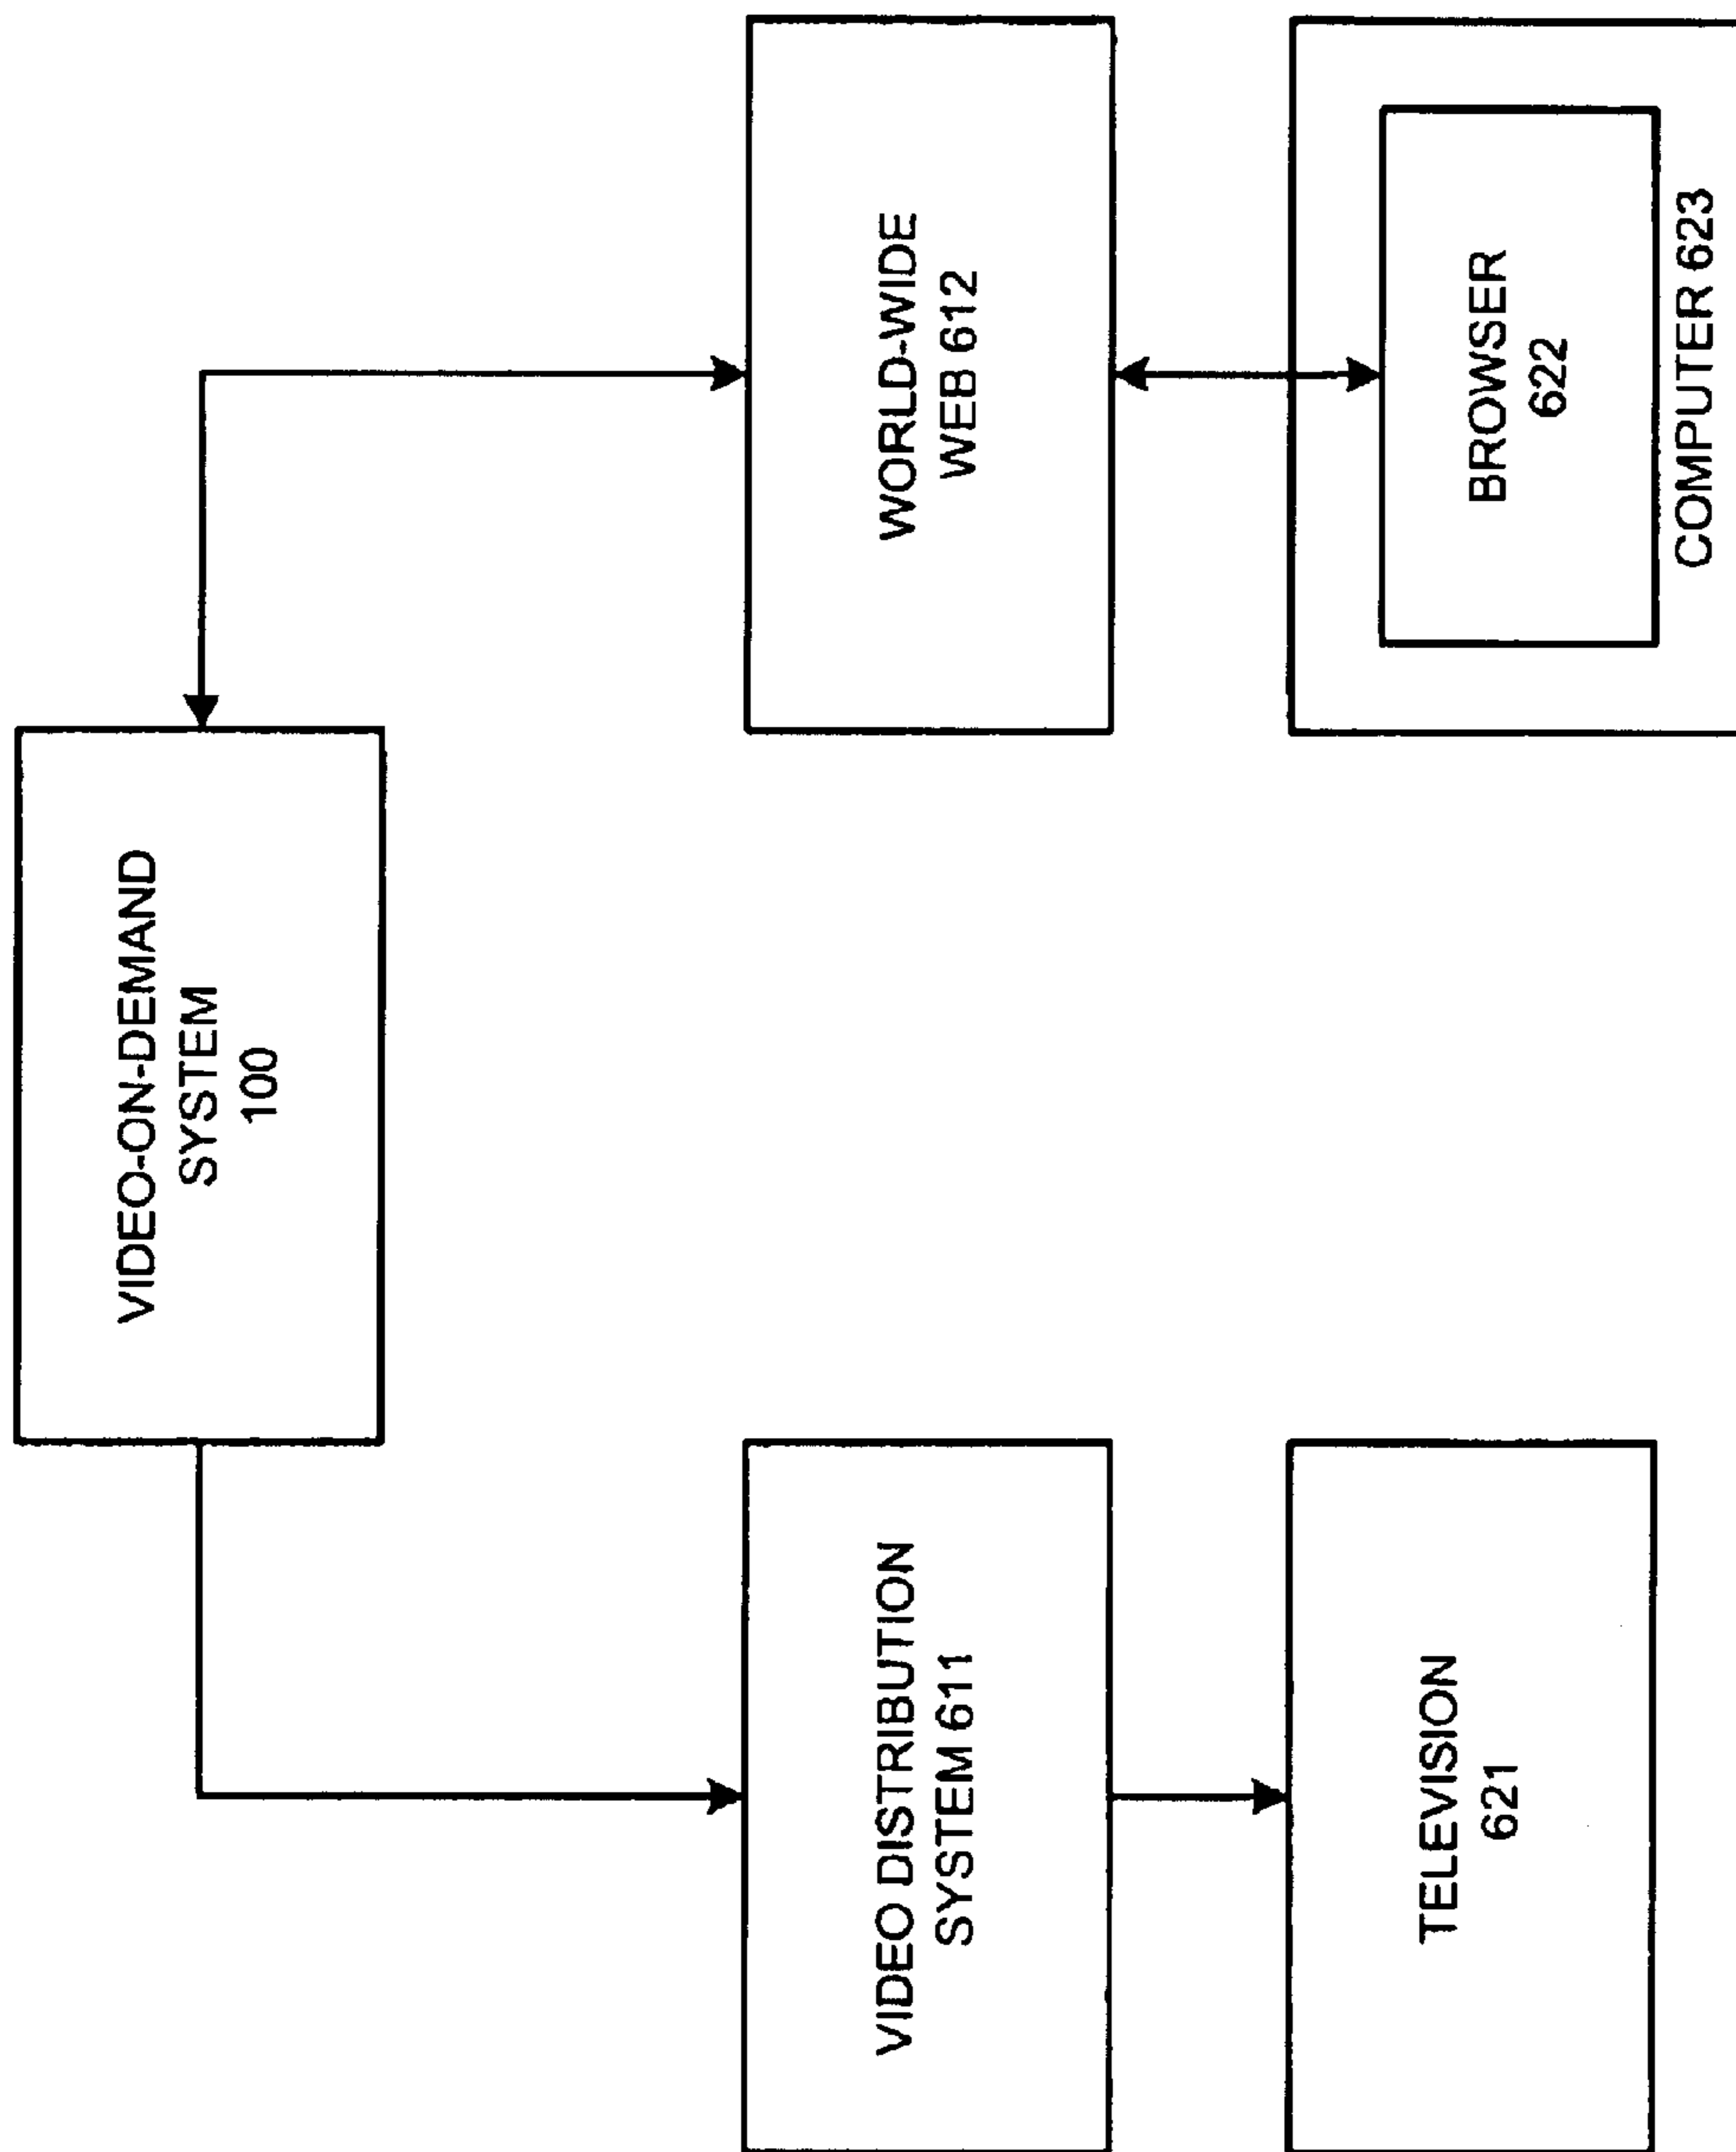 VIDEO-ON-DEMAND
SYSTEM
100
VIDEO DISTRIBUTION
SYSTEM 611
WORLD-WIDE
WEB 612
TELEVISION
621
BROWSER
622
COMPUTER 623